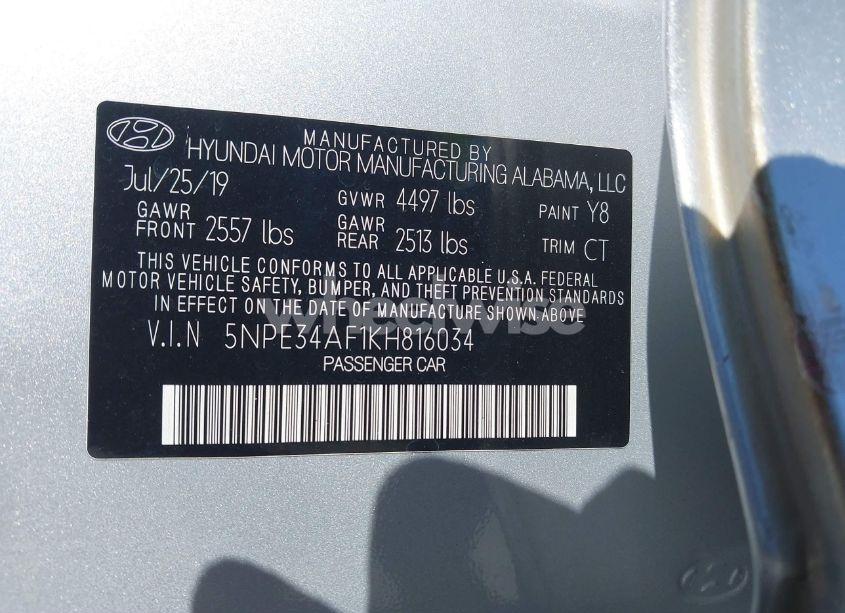 MANUFACTURED BY
HYUNDAI MOTOR MANUFACTURING ALABAMA, LLC
Jul/25/19 GVWR 4497 lbs PAINT Y8
GAWR FRONT 2557 lbs GAWR REAR 2513 lbs TRIM CT
THIS VEHICLE CONFORMS TO ALL APPLICABLE U.S.A. FEDERAL
MOTOR VEHICLE SAFETY, BUMPER, AND THEFT PREVENTION STANDARDS
IN EFFECT ON THE DATE OF MANUFACTURE SHOWN ABOVE
wheelwise
V.I.N 5NPE34AF1KH816034
PASSENGER CAR